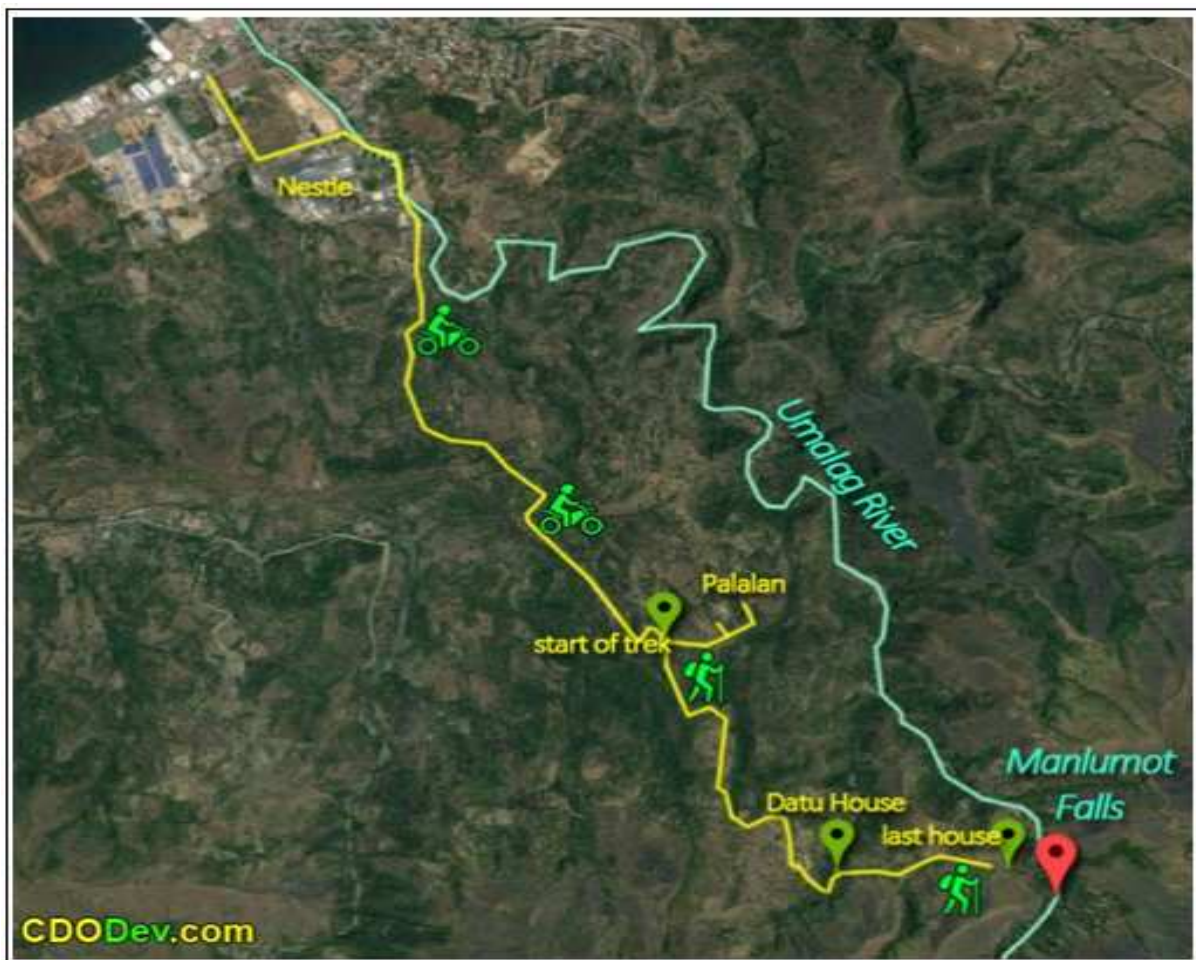 Nestle
Umalag River
Palalan
start of trek
Manlumot
Falls
Datu House
last house
CDODev.com